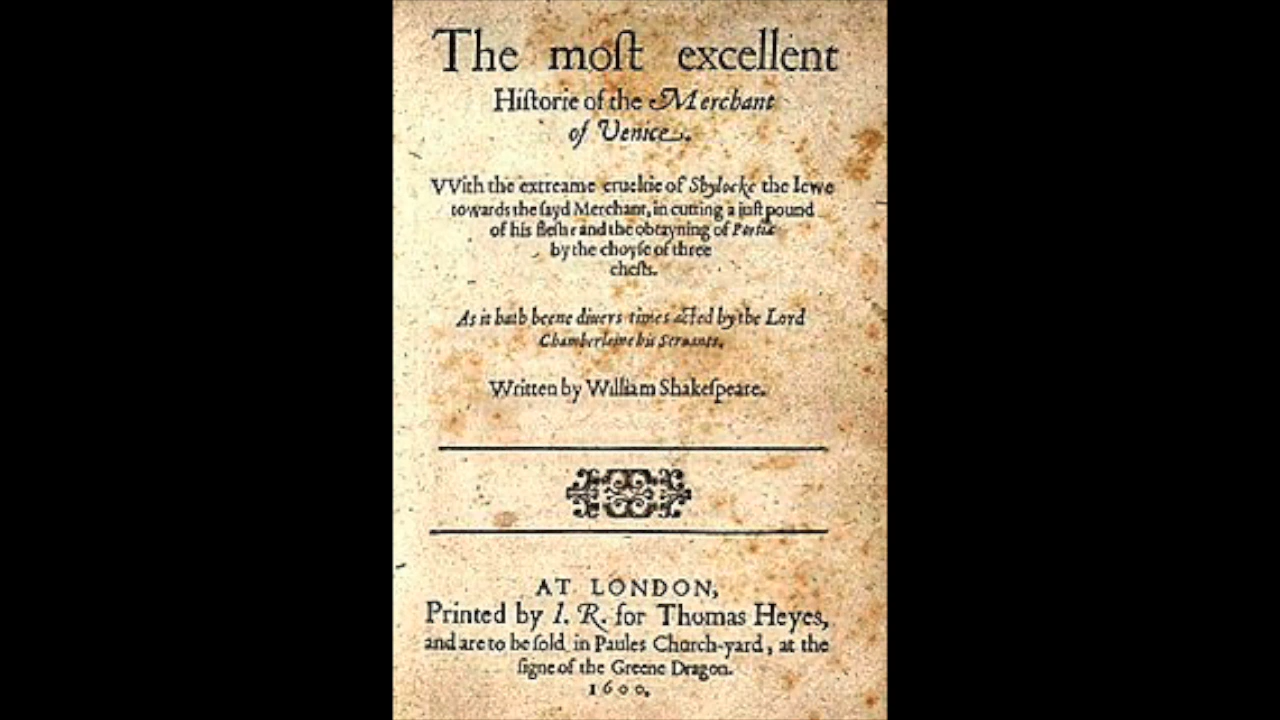 The moſt excellent
Hiſtorie of the Merchant
of Venice.
VVith the extreame crueltie of Shylocke the Iewe
towards the ſayd Merchant, in cutting a iuſt pound
of his fleſhe and the obtayning of Portia
by the choyſe of three
cheſts.
As it hath beene diuers times acted by the Lord
Chamberlaine his Seruants.
Written by William Shakeſpeare.
AT LONDON,
Printed by I. R. for Thomas Heyes,
and are to be ſold in Paules Church-yard, at the
ſigne of the Greene Dragon.
1600.